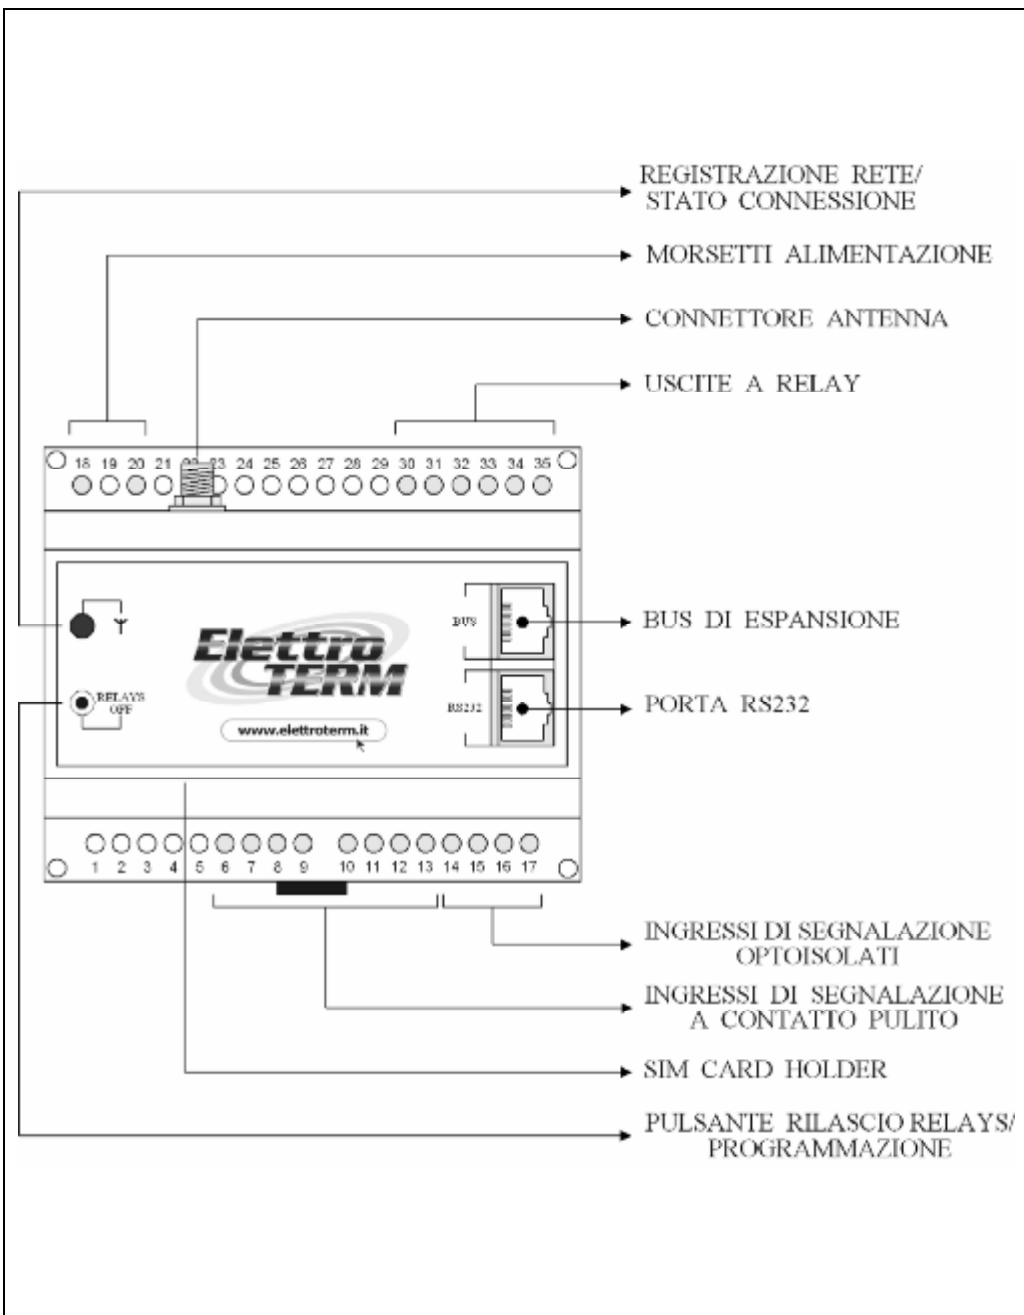 REGISTRAZIONE RETE/
STATO CONNESSIONE
MORSETTI ALIMENTAZIONE
CONNETTORE ANTENNA
USCITE A RELAY
18 19 20 21 22 23 24 25 26 27 28 29 30 31 32 33 34 35
BUS
BUS DI ESPANSIONE
Elettro
TERM
RELAYS
OFF
RS232
PORTA RS232
www.elettroterm.it
1 2 3 4 5 6 7 8 9 10 11 12 13 14 15 16 17
INGRESSI DI SEGNALAZIONE
OPTOISOLATI
INGRESSI DI SEGNALAZIONE
A CONTATTO PULITO
SIM CARD HOLDER
PULSANTE RILASCIO RELAYS/
PROGRAMMAZIONE